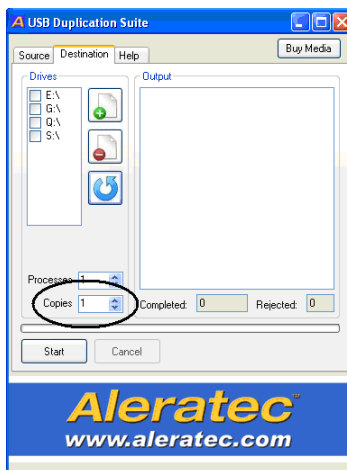 A USB Duplication Suite
Buy Media
Source Destination Help
Drives Output
E:\
G:\
Q:\
S:\
Processes 1
Copies 1 Completed: 0 Rejected: 0
Start Cancel
Aleratec™
www.aleratec.com